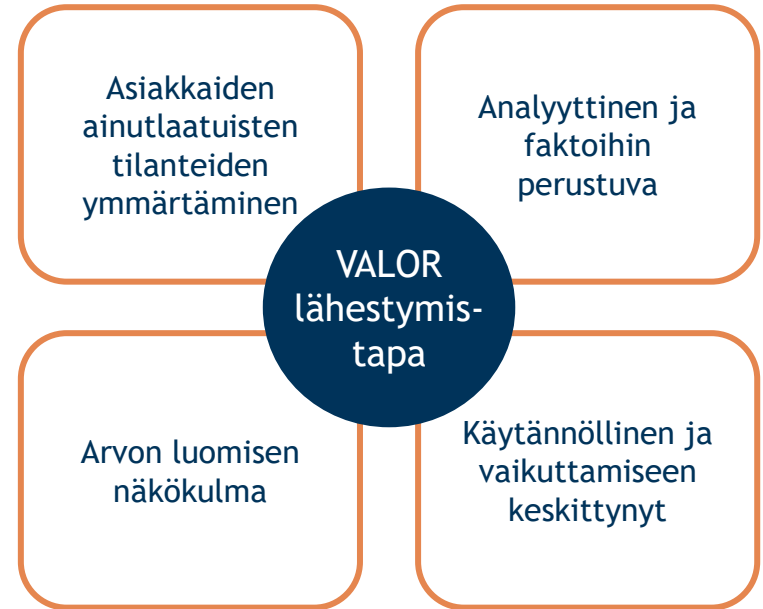 Asiakkaiden
ainutlaatuisten
tilanteiden
ymmärtäminen
Analyyttinen ja
faktoihin
perustuva
VALOR
lähestymis-
tapa
Arvon luomisen
näkökulma
Käytännöllinen ja
vaikuttamiseen
keskittynyt